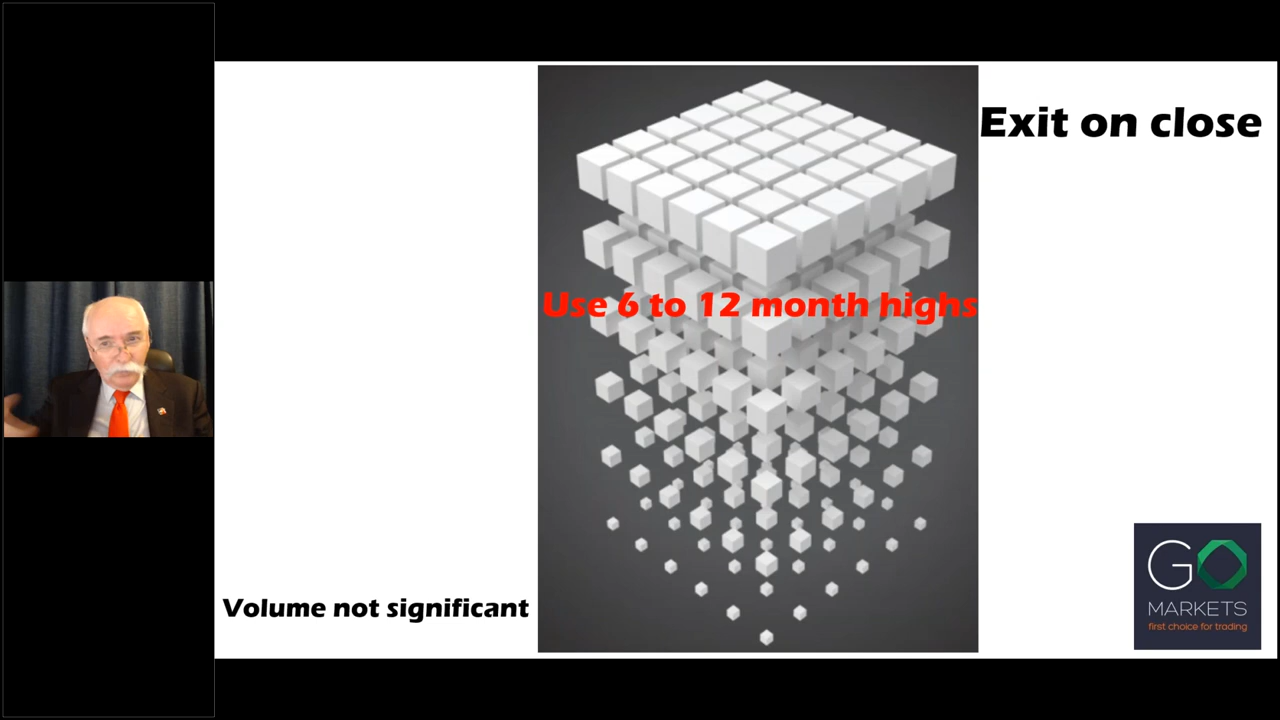 Exit on close
Use 6 to 12 month highs
Volume not significant
GO
MARKETS
first choice for trading